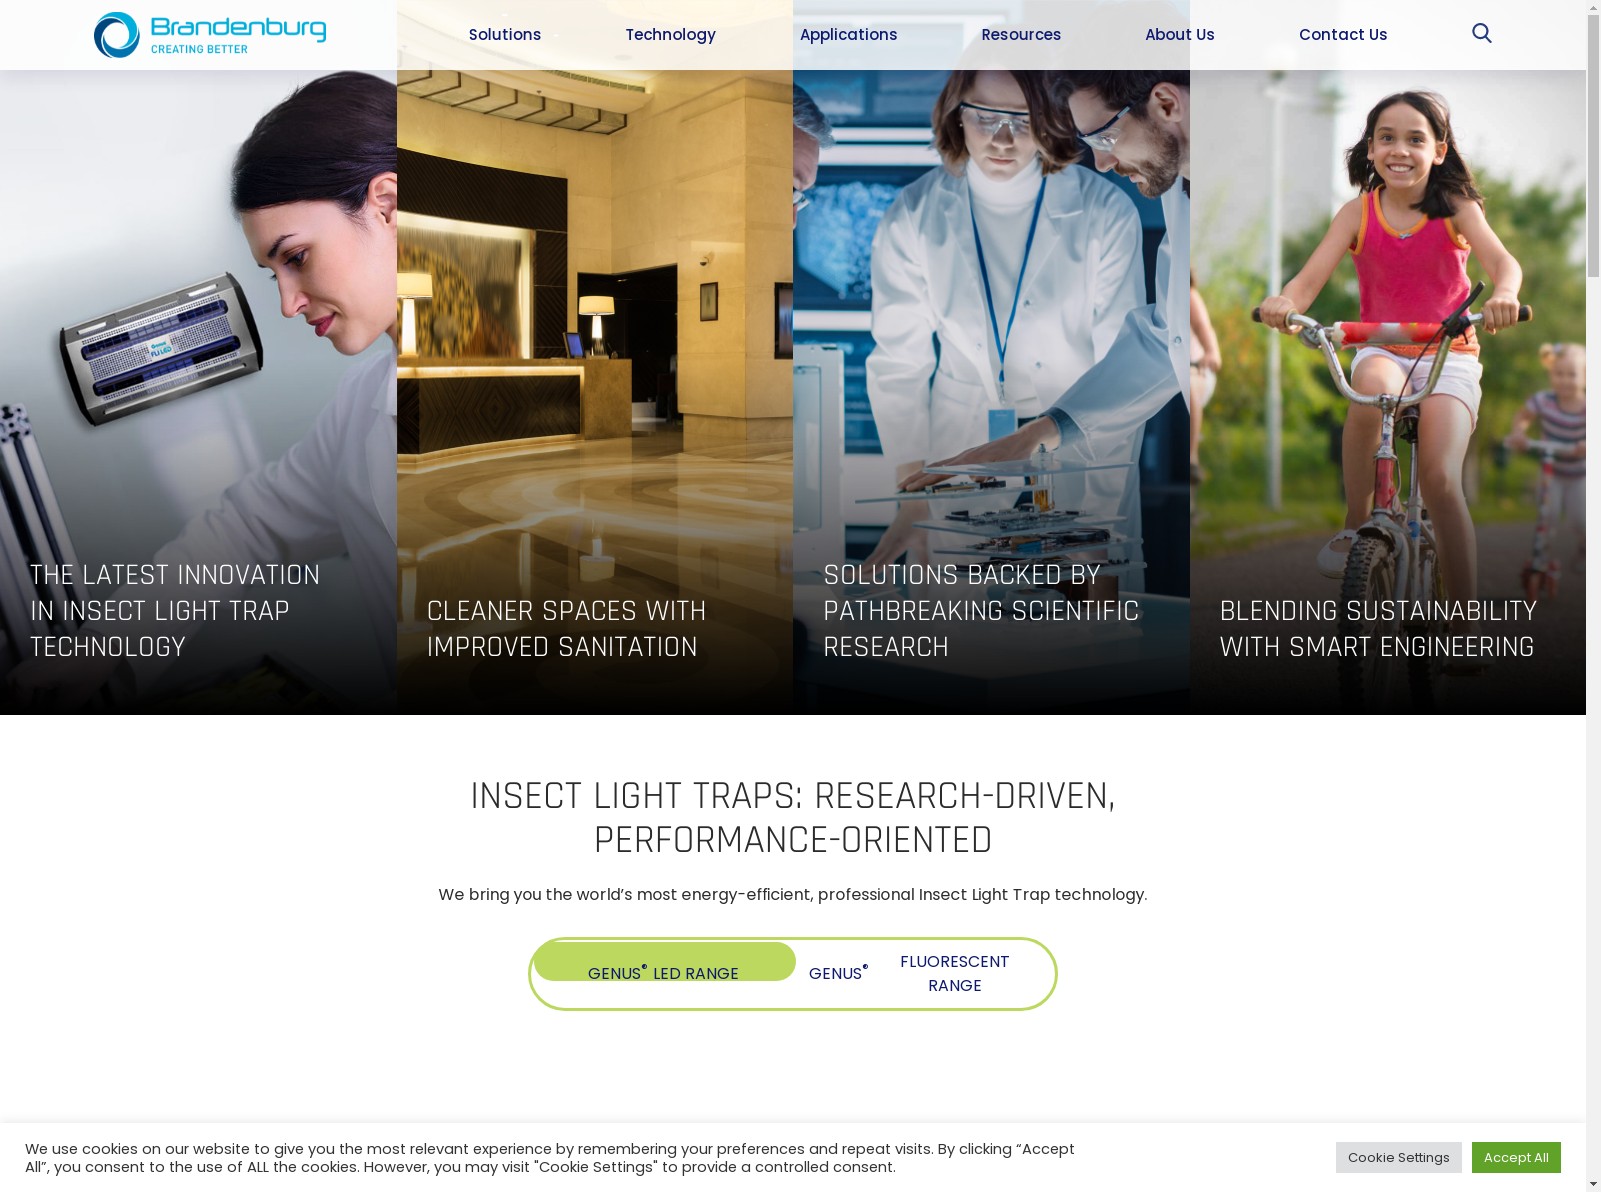 Brandenburg
CREATING BETTER
Solutions
Technology
Applications
Resources
About Us
Contact Us
Genus
FLI LED
THE LATEST INNOVATION
IN INSECT LIGHT TRAP
TECHNOLOGY
CLEANER SPACES WITH
IMPROVED SANITATION
SOLUTIONS BACKED BY
PATHBREAKING SCIENTIFIC
RESEARCH
BLENDING SUSTAINABILITY
WITH SMART ENGINEERING
INSECT LIGHT TRAPS: RESEARCH-DRIVEN,
PERFORMANCE-ORIENTED
We bring you the world’s most energy-efficient, professional Insect Light Trap technology.
GENUS® LED RANGE
GENUS® FLUORESCENT
RANGE
We use cookies on our website to give you the most relevant experience by remembering your preferences and repeat visits. By clicking “Accept
All”, you consent to the use of ALL the cookies. However, you may visit "Cookie Settings" to provide a controlled consent.
Cookie Settings
Accept All